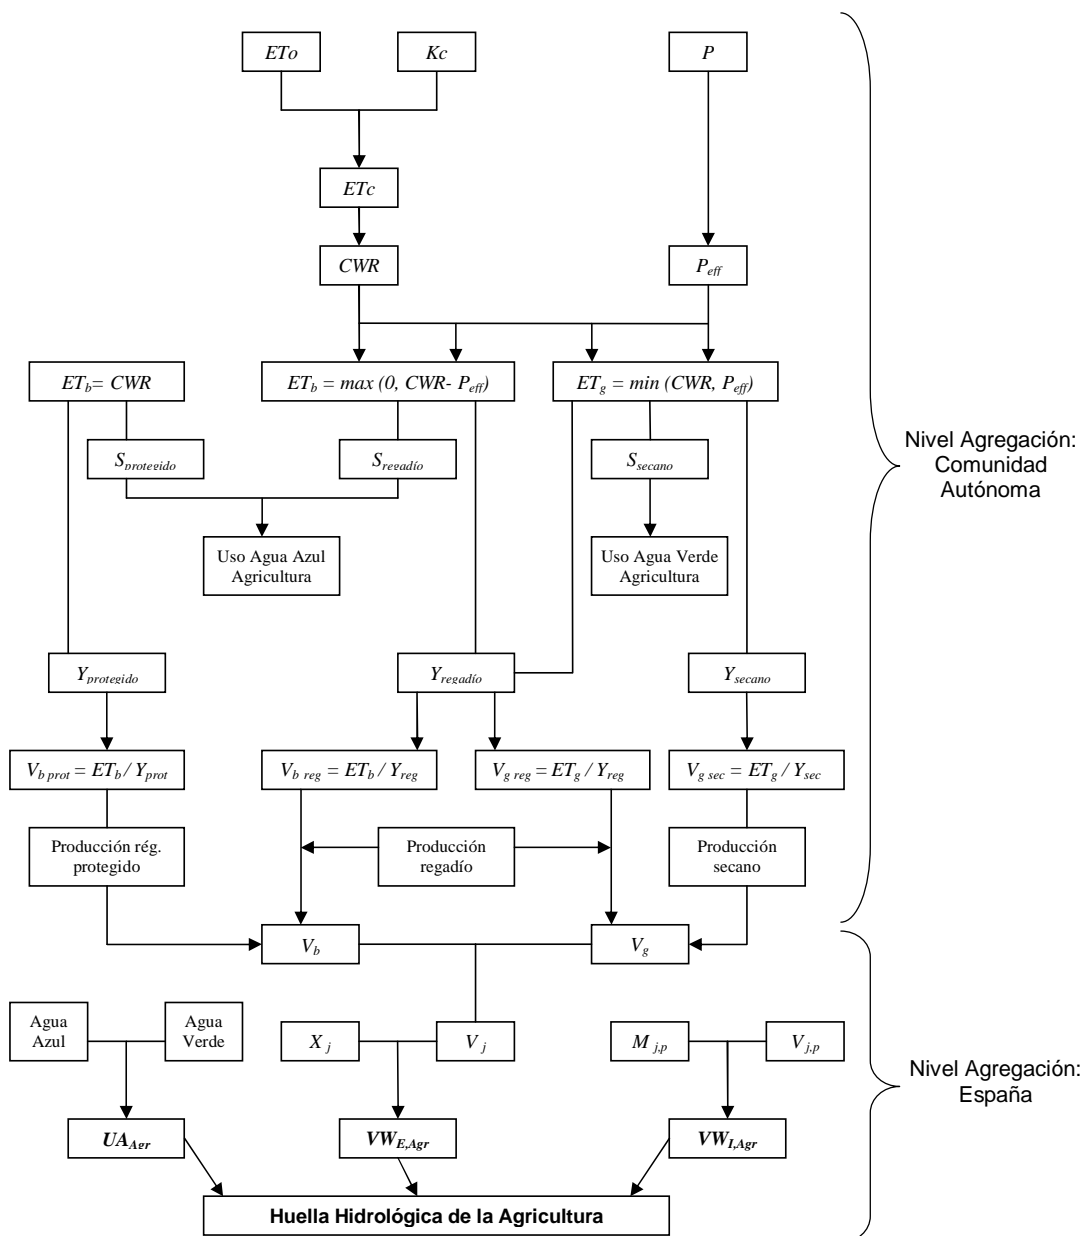 ETo
Kc
P
ETc
CWR
Peff
ETb= CWR
ETb = max (0, CWR- Peff)
ETg = min (CWR, Peff)
Sprotegido
Sregadío
Ssecano
Nivel Agregación:
Comunidad
Autónoma
Uso Agua Azul
Agricultura
Uso Agua Verde
Agricultura
Yprotegido
Yregadío
Ysecano
Vb prot = ETb / Yprot
Vb reg = ETb / Yreg
Vg reg = ETg / Yreg
Vg sec = ETg / Ysec
Producción rég.
protegido
Producción
regadío
Producción
secano
Vb
Vg
Agua
Azul
Agua
Verde
X j
V j
M j,p
V j,p
Nivel Agregación:
España
UAAgr
VWE,Agr
VWI,Agr
Huella Hidrológica de la Agricultura